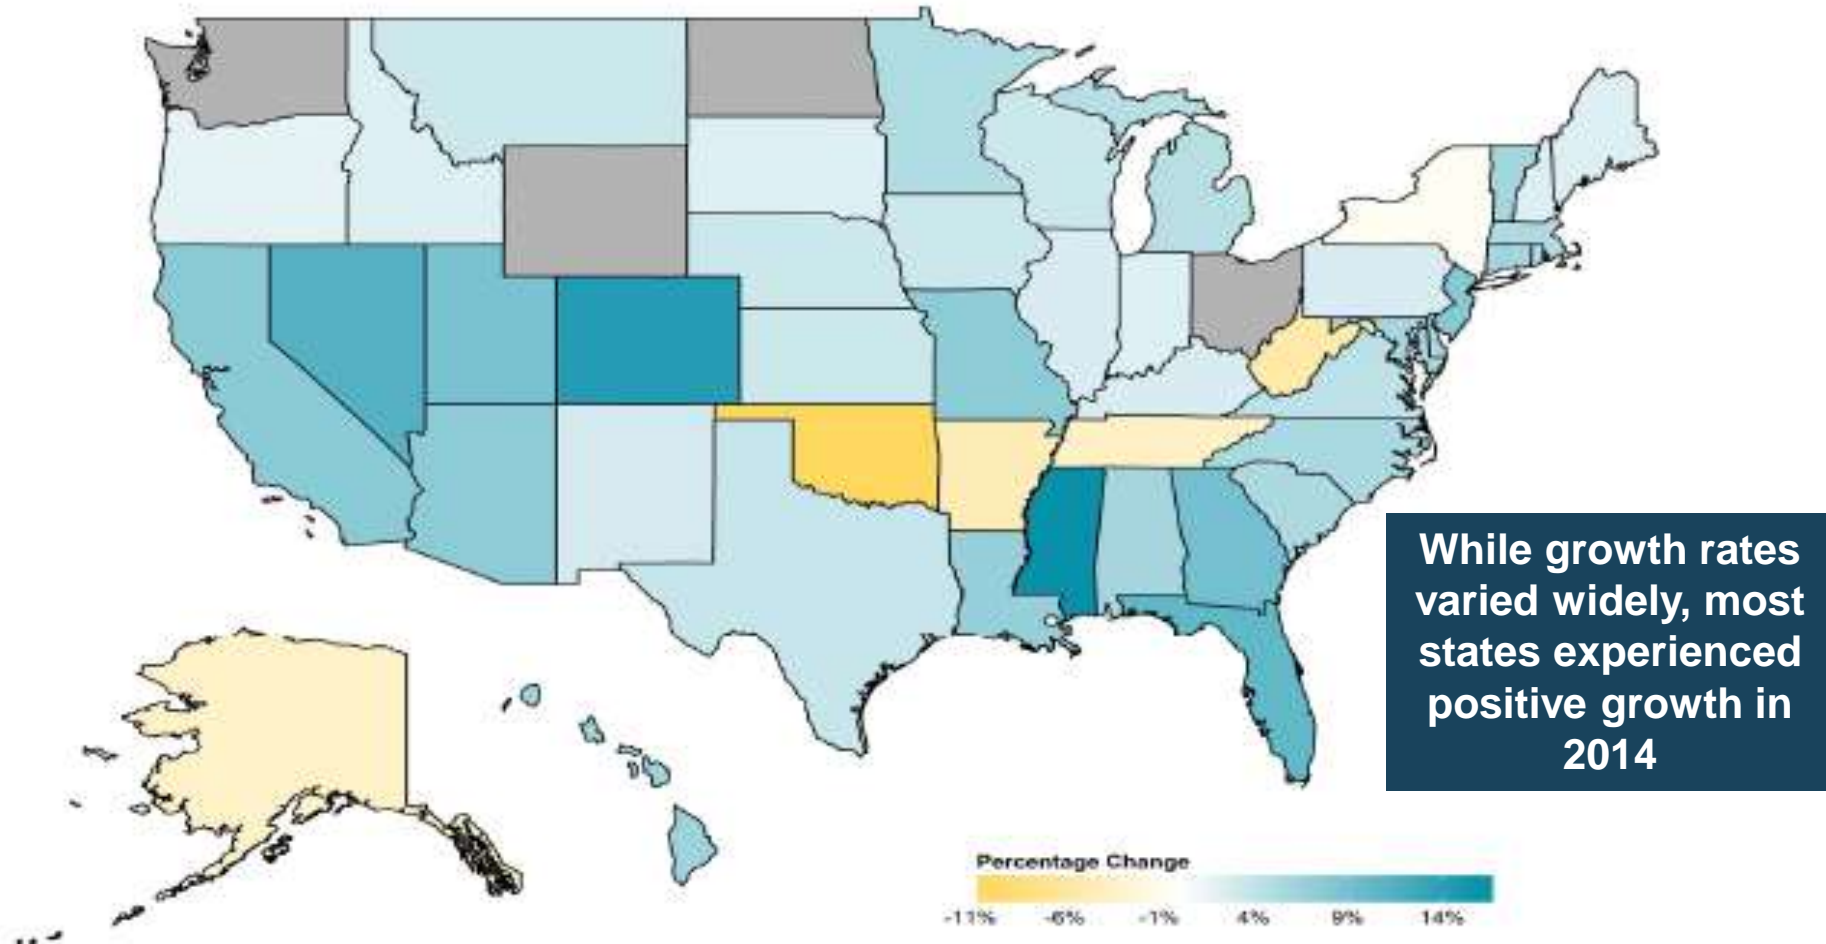 While growth rates
varied widely, most
states experienced
positive growth in
2014
Percentage Change
-11% -6% -1% 4% 9% 14%